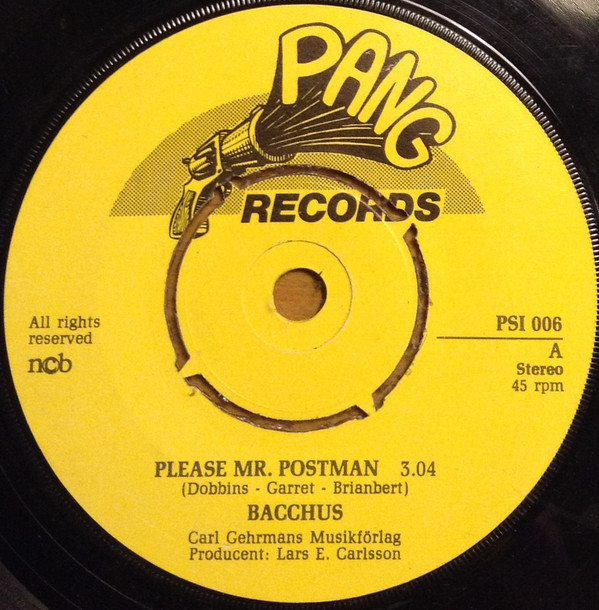 PANG
RECORDS
All rights
reserved
ncb
PSI 006
A
Stereo
45 rpm
PLEASE MR. POSTMAN 3.04
(Dobbins - Garret - Brianbert)
BACCHUS
Carl Gehrmans Musikförlag
Producent: Lars E. Carlsson